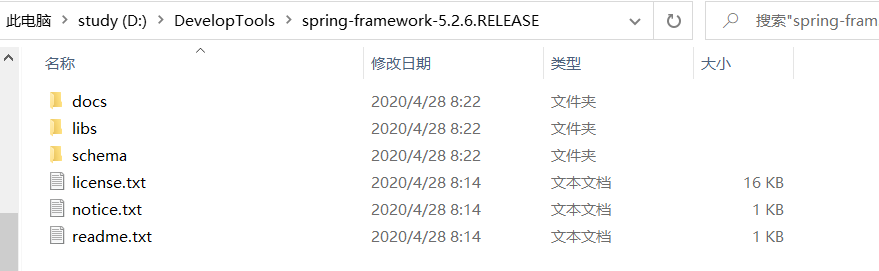 此电脑 > study (D:) > DevelopTools > spring-framework-5.2.6.RELEASE 搜索"spring-fram
名称 修改日期 类型 大小
docs 2020/4/28 8:22 文件夹
libs 2020/4/28 8:22 文件夹
schema 2020/4/28 8:22 文件夹
license.txt 2020/4/28 8:14 文本文档 16 KB
notice.txt 2020/4/28 8:14 文本文档 1 KB
readme.txt 2020/4/28 8:14 文本文档 1 KB